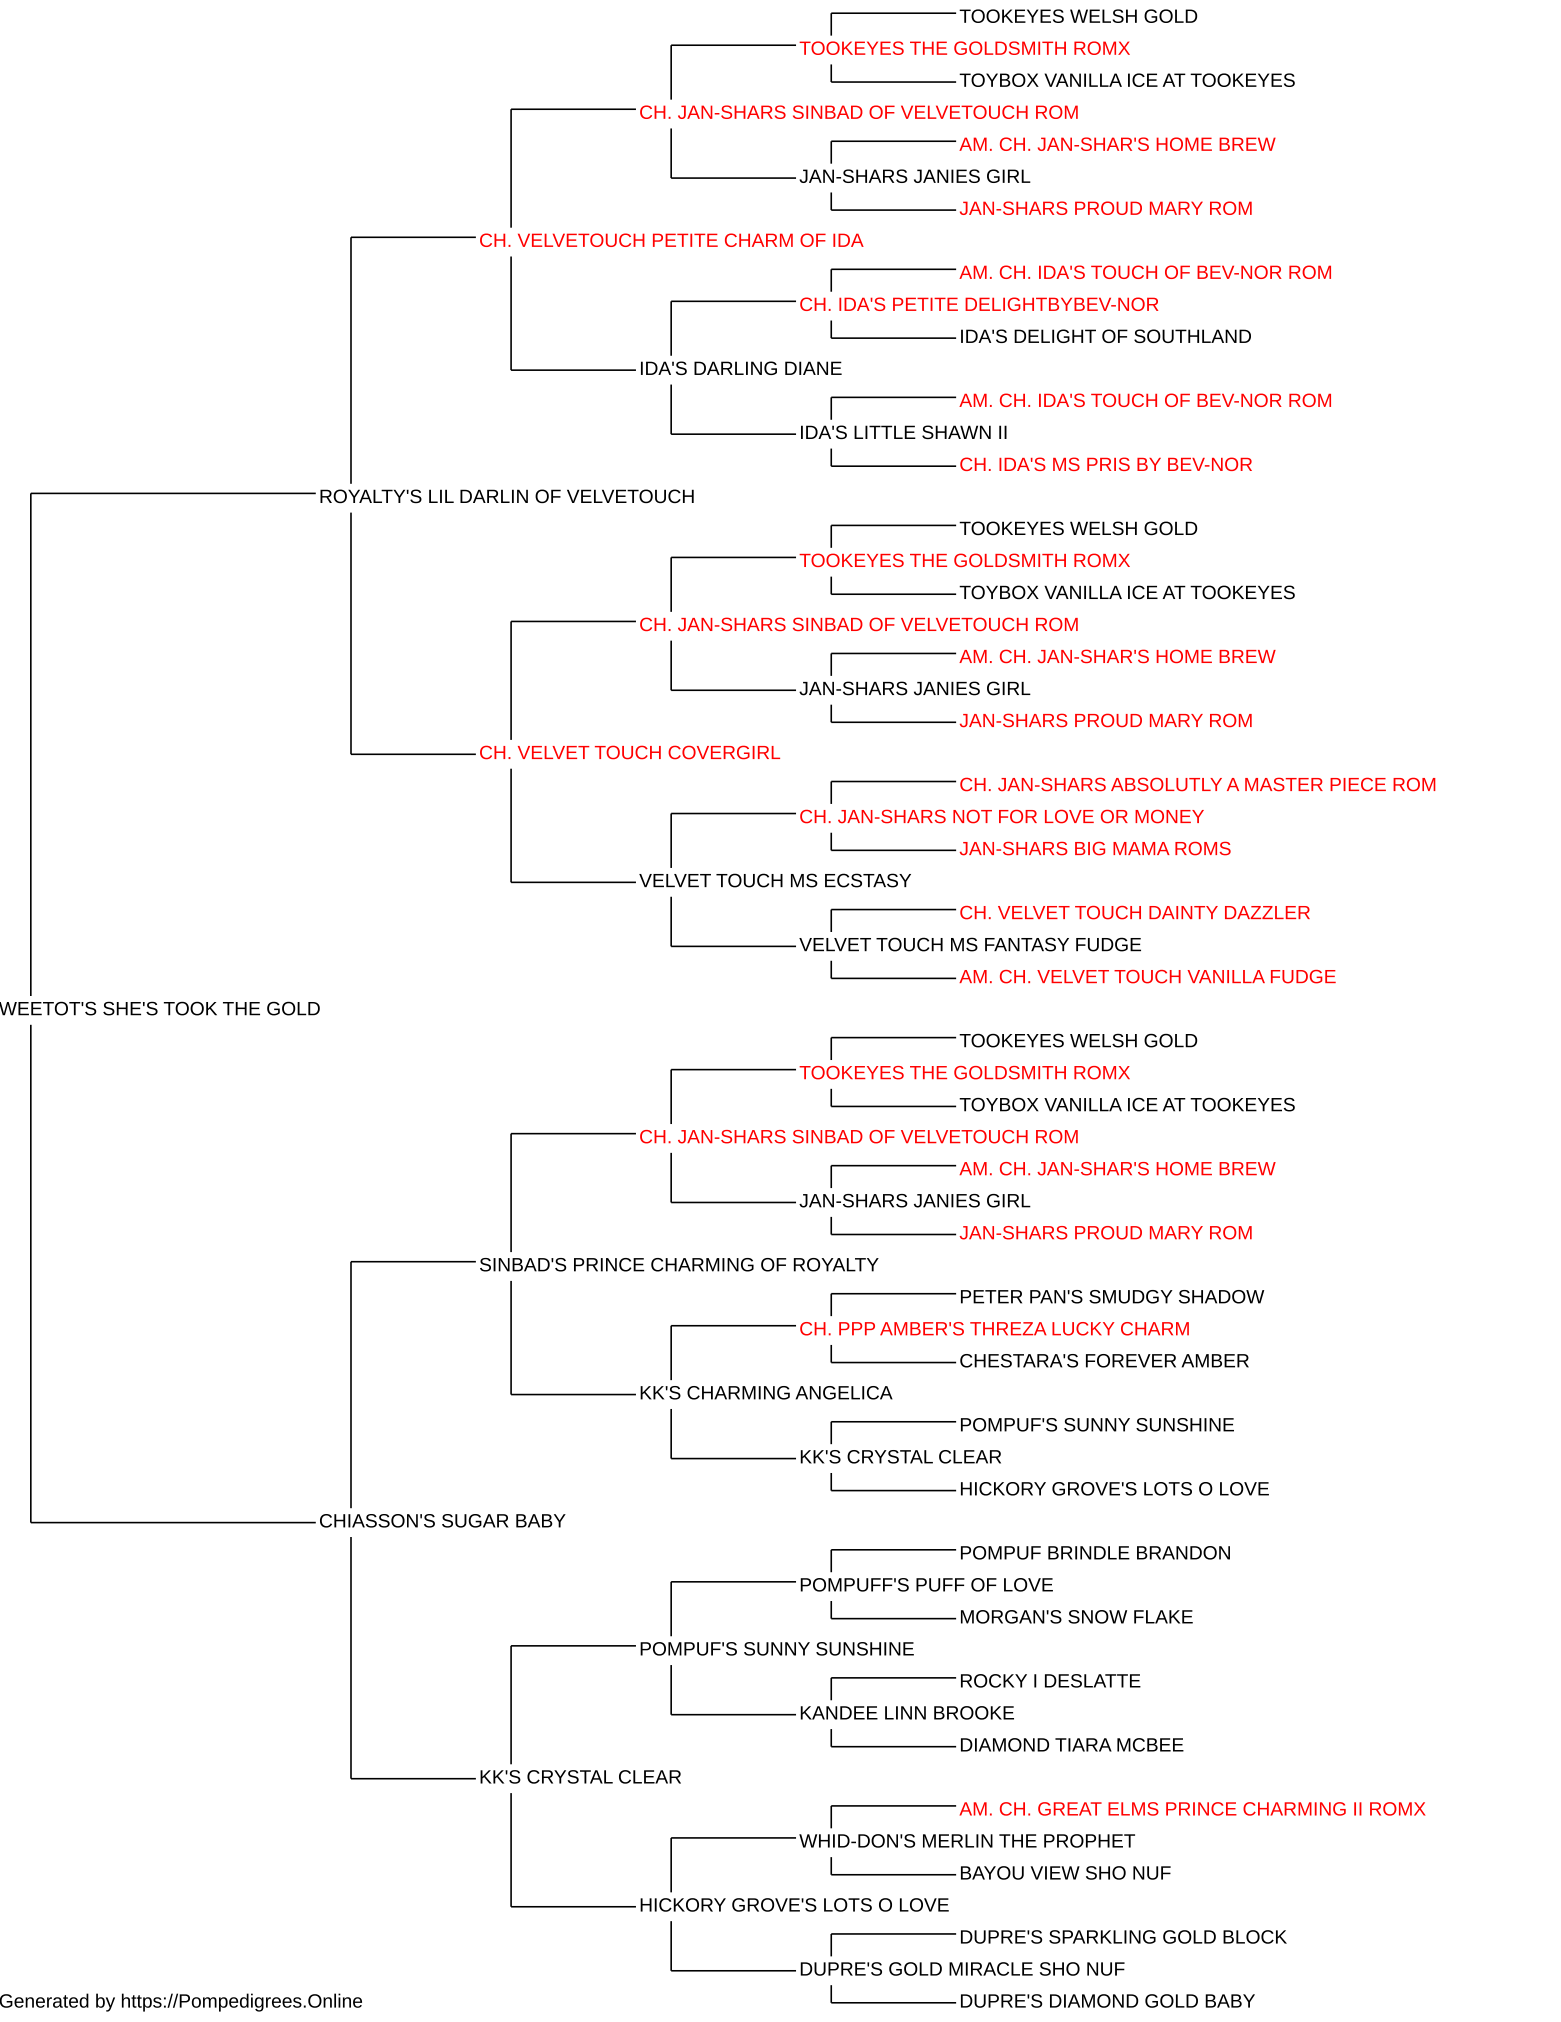 TOOKEYES WELSH GOLD
TOOKEYES THE GOLDSMITH ROMX
TOYBOX VANILLA ICE AT TOOKEYES
CH. JAN-SHARS SINBAD OF VELVETOUCH ROM
AM. CH. JAN-SHAR'S HOME BREW
JAN-SHARS JANIES GIRL
JAN-SHARS PROUD MARY ROM
CH. VELVETOUCH PETITE CHARM OF IDA
AM. CH. IDA'S TOUCH OF BEV-NOR ROM
CH. IDA'S PETITE DELIGHTBYBEV-NOR
IDA'S DELIGHT OF SOUTHLAND
IDA'S DARLING DIANE
AM. CH. IDA'S TOUCH OF BEV-NOR ROM
IDA'S LITTLE SHAWN II
CH. IDA'S MS PRIS BY BEV-NOR
ROYALTY'S LIL DARLIN OF VELVETOUCH
TOOKEYES WELSH GOLD
TOOKEYES THE GOLDSMITH ROMX
TOYBOX VANILLA ICE AT TOOKEYES
CH. JAN-SHARS SINBAD OF VELVETOUCH ROM
AM. CH. JAN-SHAR'S HOME BREW
JAN-SHARS JANIES GIRL
JAN-SHARS PROUD MARY ROM
CH. VELVET TOUCH COVERGIRL
CH. JAN-SHARS ABSOLUTLY A MASTER PIECE ROM
CH. JAN-SHARS NOT FOR LOVE OR MONEY
JAN-SHARS BIG MAMA ROMS
VELVET TOUCH MS ECSTASY
CH. VELVET TOUCH DAINTY DAZZLER
VELVET TOUCH MS FANTASY FUDGE
AM. CH. VELVET TOUCH VANILLA FUDGE
WEETOT'S SHE'S TOOK THE GOLD
TOOKEYES WELSH GOLD
TOOKEYES THE GOLDSMITH ROMX
TOYBOX VANILLA ICE AT TOOKEYES
CH. JAN-SHARS SINBAD OF VELVETOUCH ROM
AM. CH. JAN-SHAR'S HOME BREW
JAN-SHARS JANIES GIRL
JAN-SHARS PROUD MARY ROM
SINBAD'S PRINCE CHARMING OF ROYALTY
PETER PAN'S SMUDGY SHADOW
CH. PPP AMBER'S THREZA LUCKY CHARM
CHESTARA'S FOREVER AMBER
KK'S CHARMING ANGELICA
POMPUF'S SUNNY SUNSHINE
KK'S CRYSTAL CLEAR
HICKORY GROVE'S LOTS O LOVE
CHIASSON'S SUGAR BABY
POMPUF BRINDLE BRANDON
POMPUFF'S PUFF OF LOVE
MORGAN'S SNOW FLAKE
POMPUF'S SUNNY SUNSHINE
ROCKY I DESLATTE
KANDEE LINN BROOKE
DIAMOND TIARA MCBEE
KK'S CRYSTAL CLEAR
AM. CH. GREAT ELMS PRINCE CHARMING II ROMX
WHID-DON'S MERLIN THE PROPHET
BAYOU VIEW SHO NUF
HICKORY GROVE'S LOTS O LOVE
DUPRE'S SPARKLING GOLD BLOCK
DUPRE'S GOLD MIRACLE SHO NUF
DUPRE'S DIAMOND GOLD BABY
Generated by https://Pompedigrees.Online